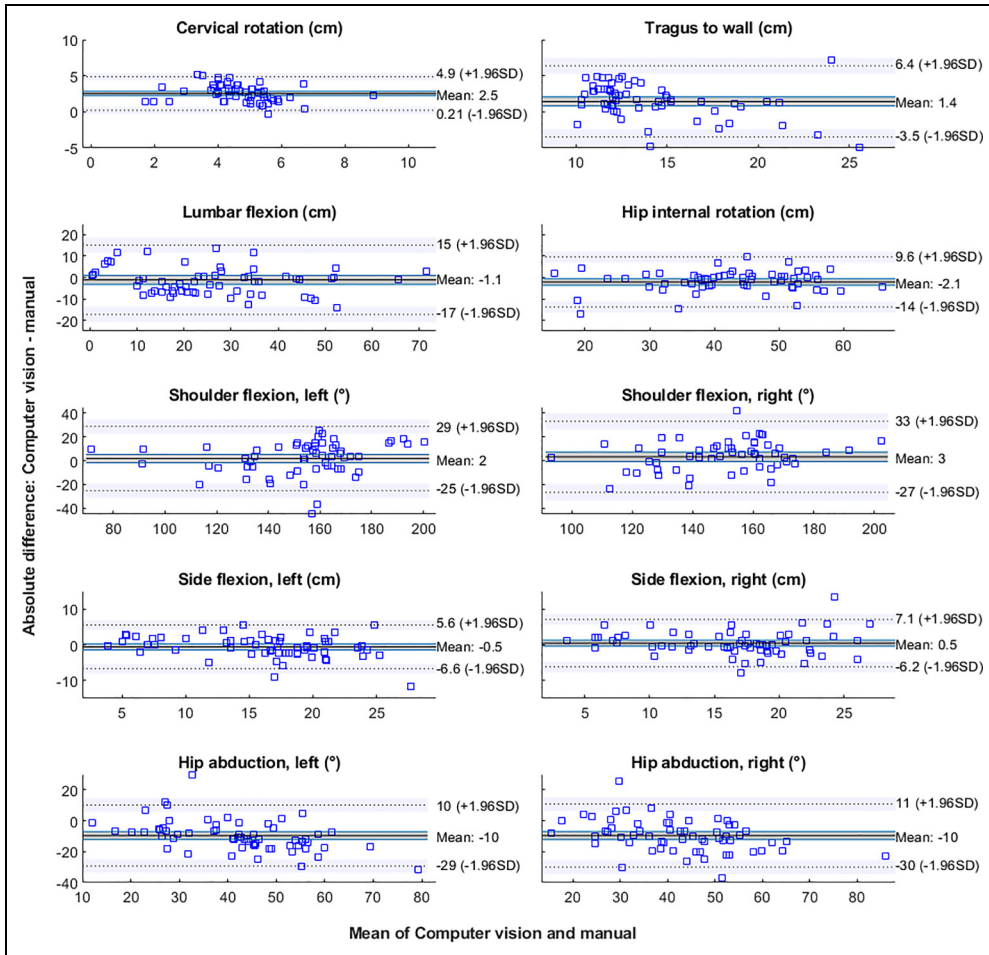 Cervical rotation (cm)
10
5
0
-5
0 2 4 6 8 10
4.9 (+1.96SD)
Mean: 2.5
0.21 (-1.96SD)
Tragus to wall (cm)
10 15 20 25
6.4 (+1.96SD)
Mean: 1.4
-3.5 (-1.96SD)
Lumbar flexion (cm)
20
10
0
-10
-20
0 10 20 30 40 50 60 70
15 (+1.96SD)
Mean: -1.1
-17 (-1.96SD)
Hip internal rotation (cm)
20 30 40 50 60
9.6 (+1.96SD)
Mean: -2.1
-14 (-1.96SD)
Absolute difference: Computer vision - manual
Shoulder flexion, left (°)
40
20
0
-20
-40
80 100 120 140 160 180 200
29 (+1.96SD)
Mean: 2
-25 (-1.96SD)
Shoulder flexion, right (°)
100 120 140 160 180 200
33 (+1.96SD)
Mean: 3
-27 (-1.96SD)
Side flexion, left (cm)
10
0
-10
5 10 15 20 25
5.6 (+1.96SD)
Mean: -0.5
-6.6 (-1.96SD)
Side flexion, right (cm)
5 10 15 20 25
7.1 (+1.96SD)
Mean: 0.5
-6.2 (-1.96SD)
Hip abduction, left (°)
20
0
-20
-40
10 20 30 40 50 60 70 80
10 (+1.96SD)
Mean: -10
-29 (-1.96SD)
Hip abduction, right (°)
20 30 40 50 60 70 80
11 (+1.96SD)
Mean: -10
-30 (-1.96SD)
Mean of Computer vision and manual